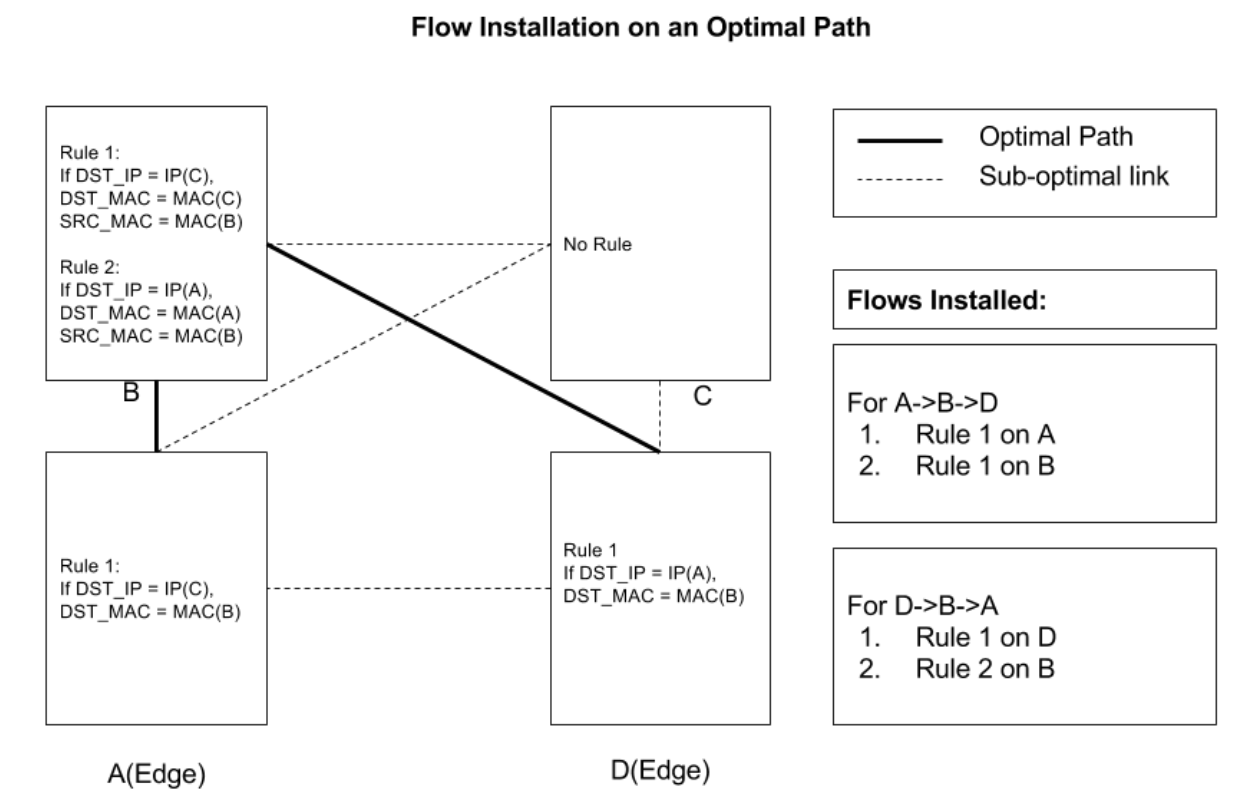 Flow Installation on an Optimal Path
Rule 1:
If DST_IP = IP(C),
DST_MAC = MAC(C)
SRC_MAC = MAC(B)
Rule 2:
If DST_IP = IP(A),
DST_MAC = MAC(A)
SRC_MAC = MAC(B)
B
No Rule
C
Rule 1:
If DST_IP = IP(C),
DST_MAC = MAC(B)
A(Edge)
Rule 1
If DST_IP = IP(A),
DST_MAC = MAC(B)
D(Edge)
Optimal Path
Sub-optimal link
Flows Installed:
For A->B->D
1. Rule 1 on A
2. Rule 1 on B
For D->B->A
1. Rule 1 on D
2. Rule 2 on B